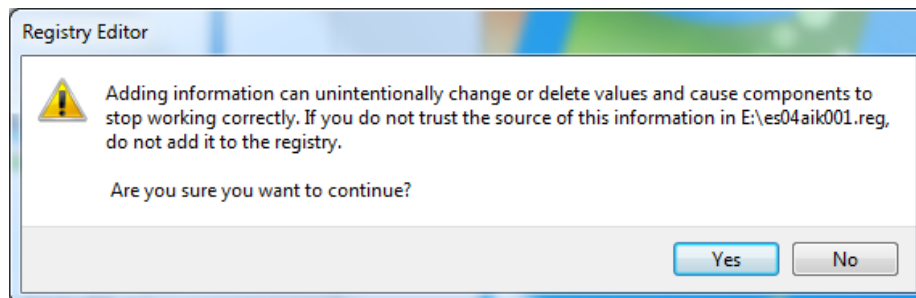 Registry Editor
Adding information can unintentionally change or delete values and cause components to
stop working correctly. If you do not trust the source of this information in E:\es04aik001.reg,
do not add it to the registry.
Are you sure you want to continue?
Yes No